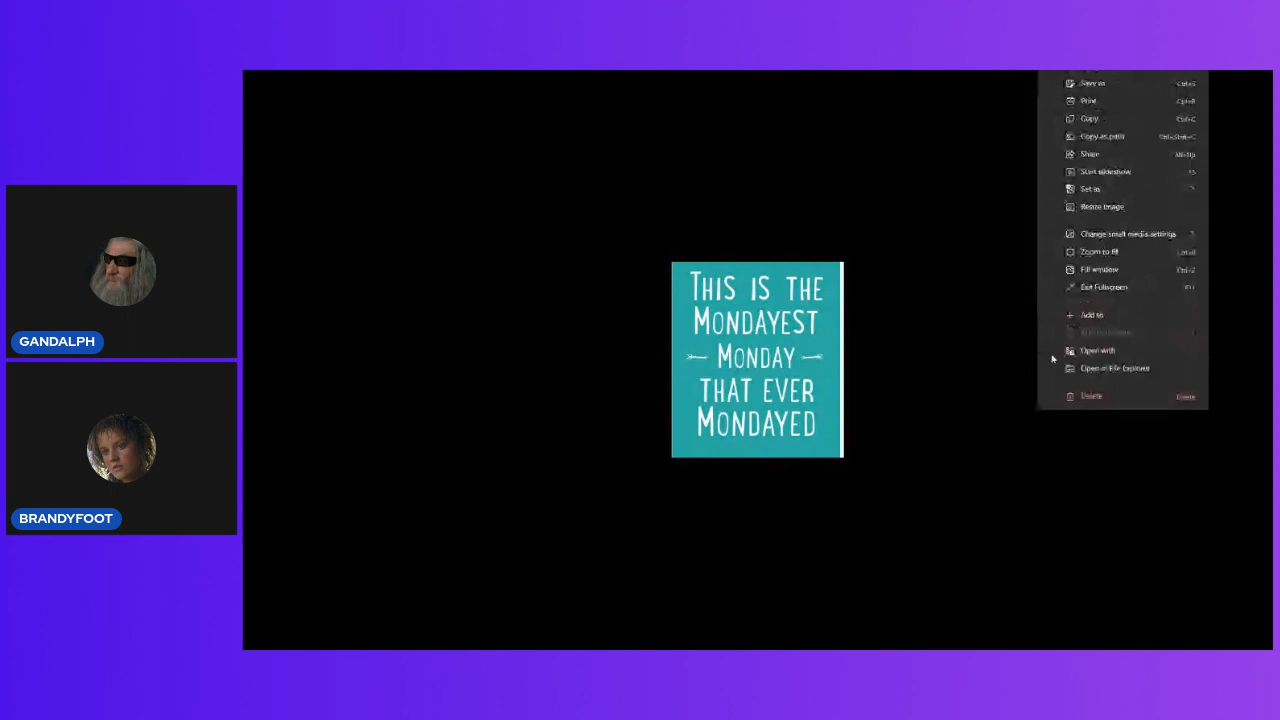 GANDALPH
BRANDYFOOT
THIS IS THE
MONDAYEST
MONDAY
THAT EVER
MONDAYED
Save as
Print
Copy
Copy as path
Share
Start slideshow
Set as
Resize image
Change small media settings
Zoom to fit
Fill window
Exit Fullscreen
Add to
Open with
Open in File Explorer
Delete Delete